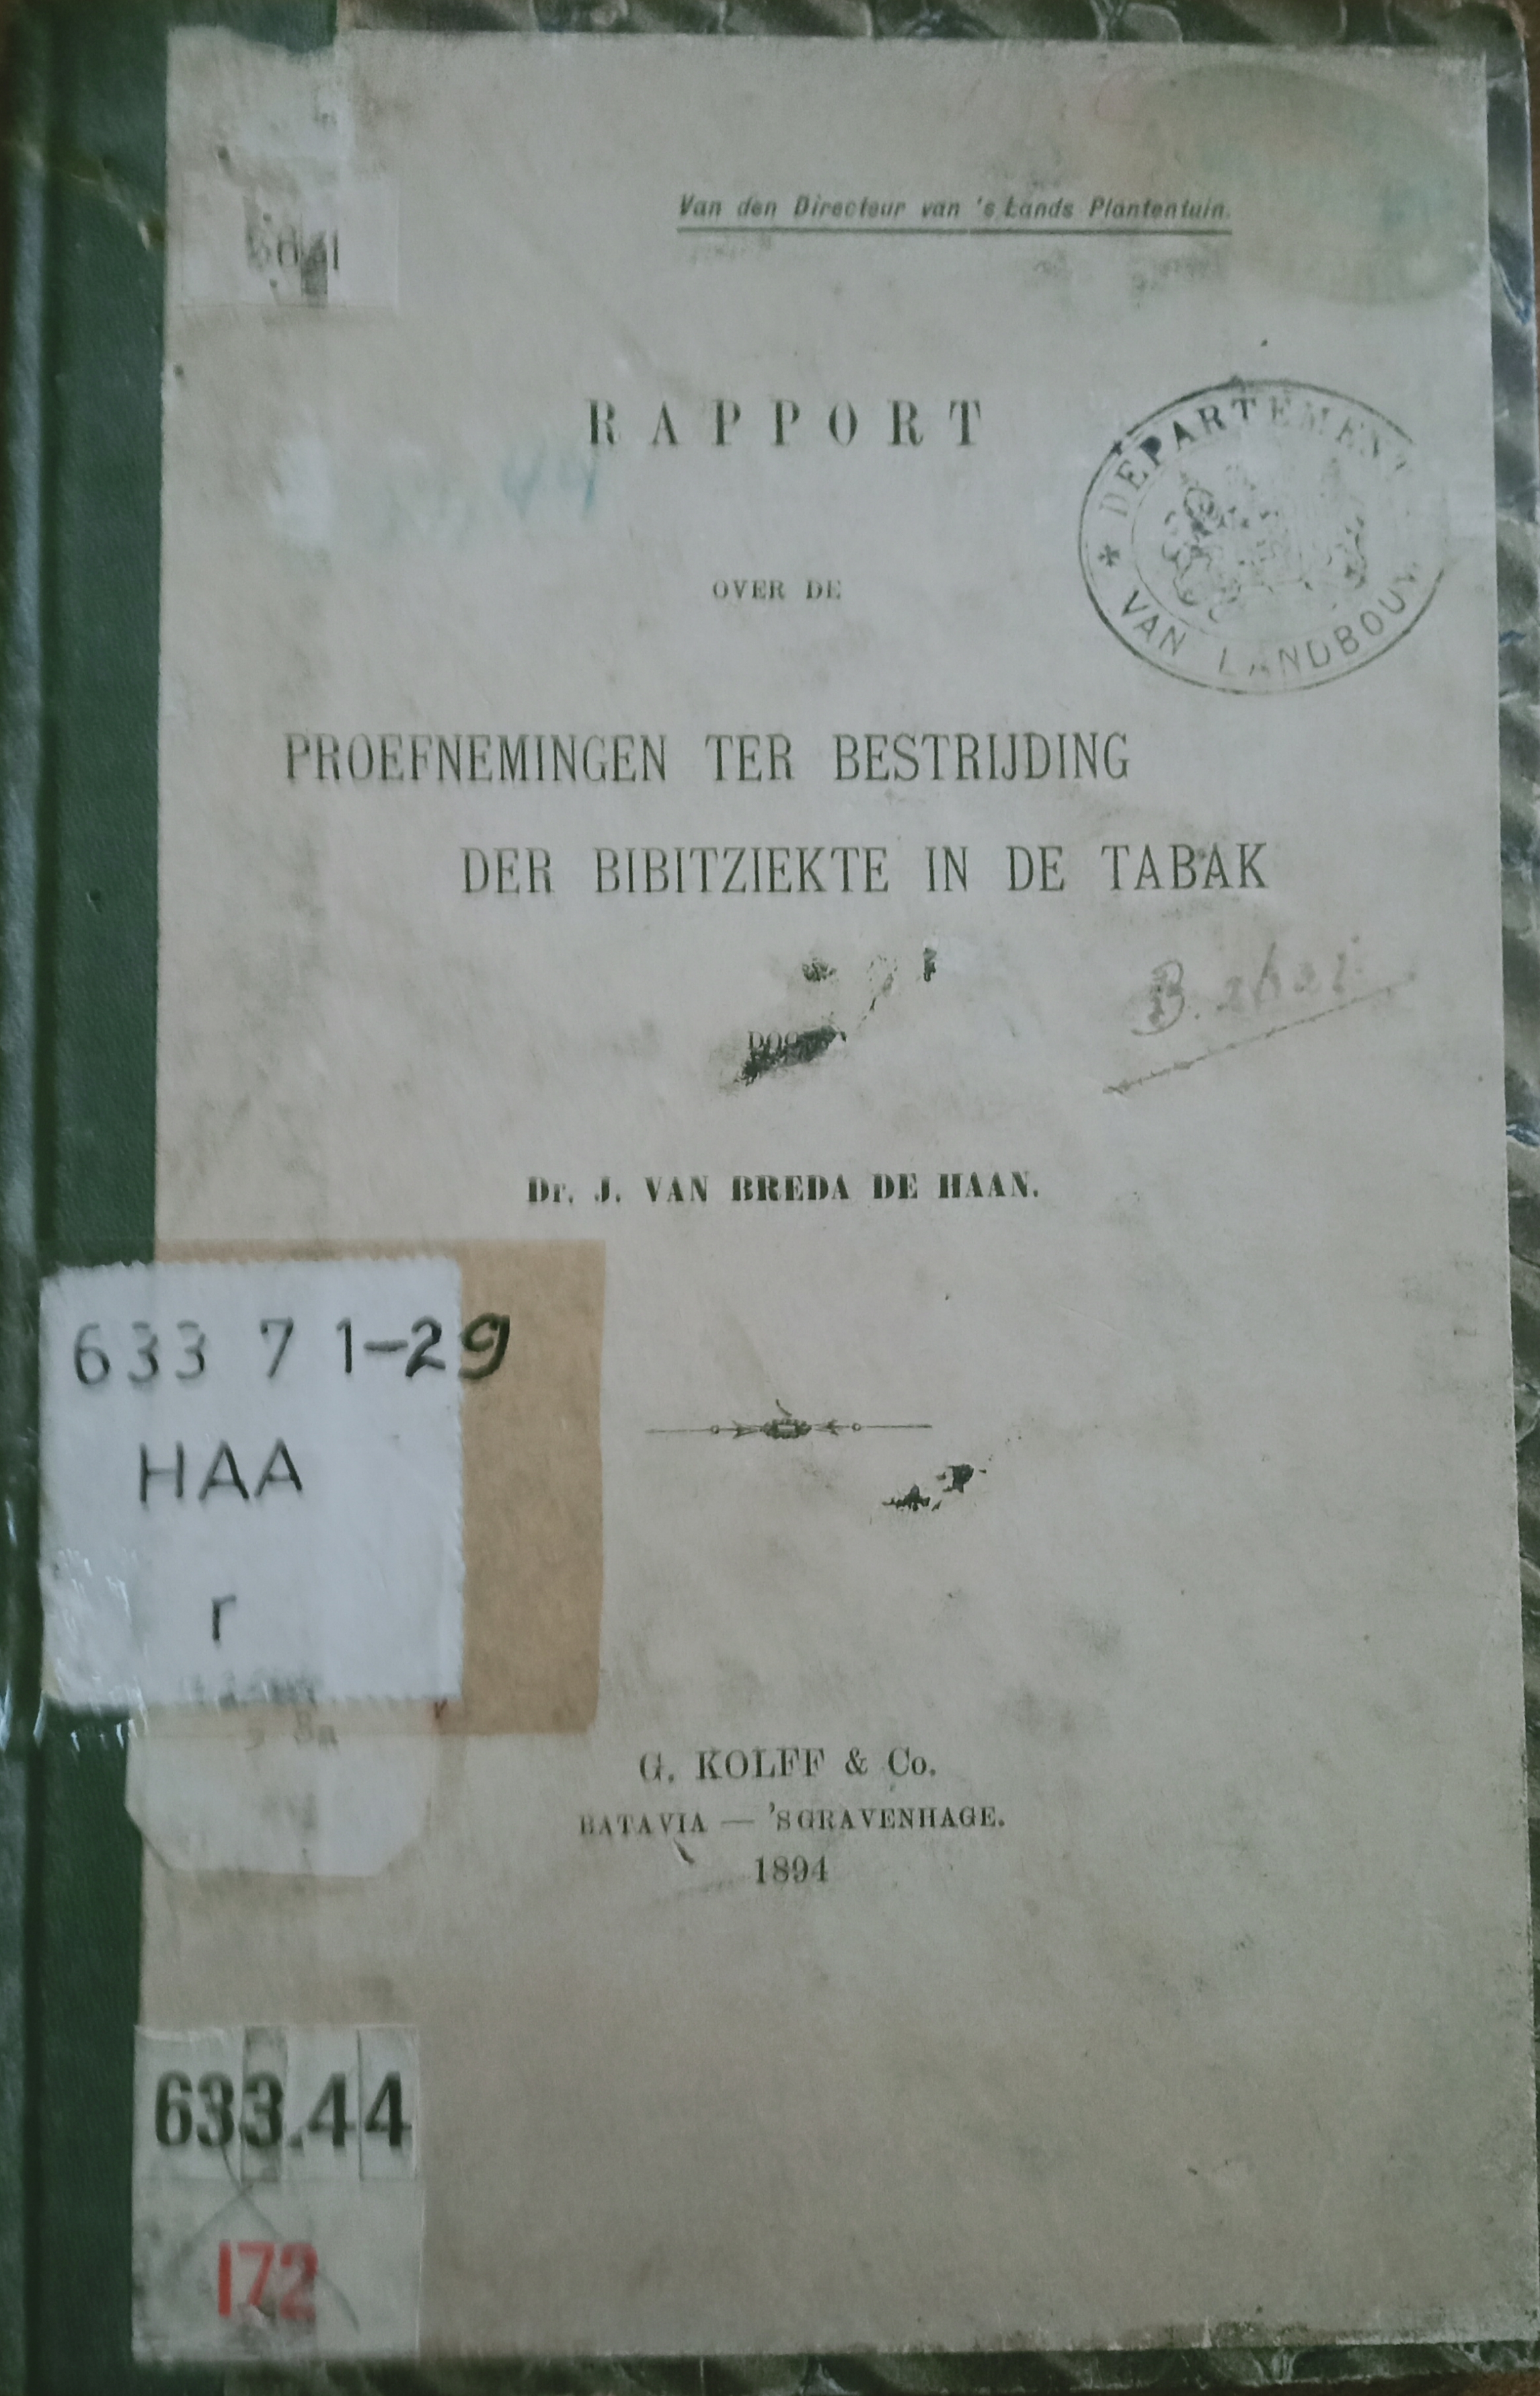 Van den Directeur van 's Lands Plantentuin.
RAPPORT
DEPARTEMENT
VAN LANDBOUW
OVER DE
PROEFNEMINGEN TER BESTRIJDING
DER BIBITZIEKTE IN DE TABAK
DOOR
Dr. J. VAN BREDA DE HAAN.
633 7 1-29
HAA
r
G. KOLFF & Co.
BATAVIA — 'SGRAVENHAGE.
1894
633.44
172